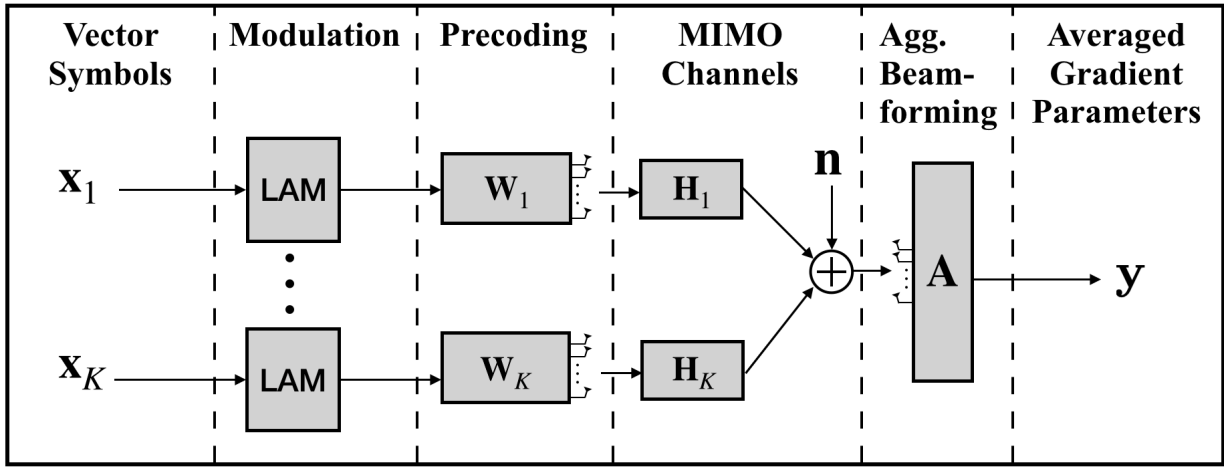 Vector
Symbols
Modulation
Precoding
MIMO
Channels
Agg.
Beam-
forming
Averaged
Gradient
Parameters
x1
LAM
W1
H1
n
A
y
xK
LAM
WK
HK